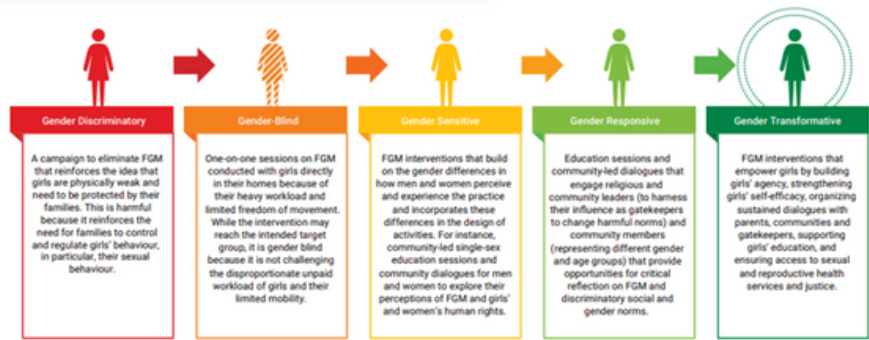 Gender Discriminatory
A campaign to eliminate FGM
that reinforces the idea that
girls are physically weak and
need to be protected by their
families. This is harmful
because it reinforces the
need for families to control
and regulate girls' behaviour,
in particular, their sexual
behaviour.
Gender-Blind
One-on-one sessions on FGM
conducted with girls directly
in their homes because of
their heavy workload and
limited freedom of movement.
While the intervention may
reach the intended target
group, it is gender blind
because it is not challenging
the disproportionate unpaid
workload of girls and their
limited mobility.
Gender Sensitive
FGM interventions that build
on the gender differences in
how men and women perceive
and experience the practice
and incorporates these
differences in the design of
activities. For instance,
community-led single-sex
education sessions and
community dialogues for men
and women to explore their
perceptions of FGM and girls'
and women's human rights.
Gender Responsive
Education sessions and
community-led dialogues that
engage religious and
community leaders (to harness
their influence as gatekeepers
to change harmful norms) and
community members
(representing different gender
and age groups) that provide
opportunities for critical
reflection on FGM and
discriminatory social and
gender norms.
Gender Transformative
FGM interventions that
empower girls by building
girls' agency, strengthening
girls' self-efficacy, organizing
sustained dialogues with
parents, communities and
gatekeepers, supporting
girls' education, and
ensuring access to sexual
and reproductive health
services and justice.